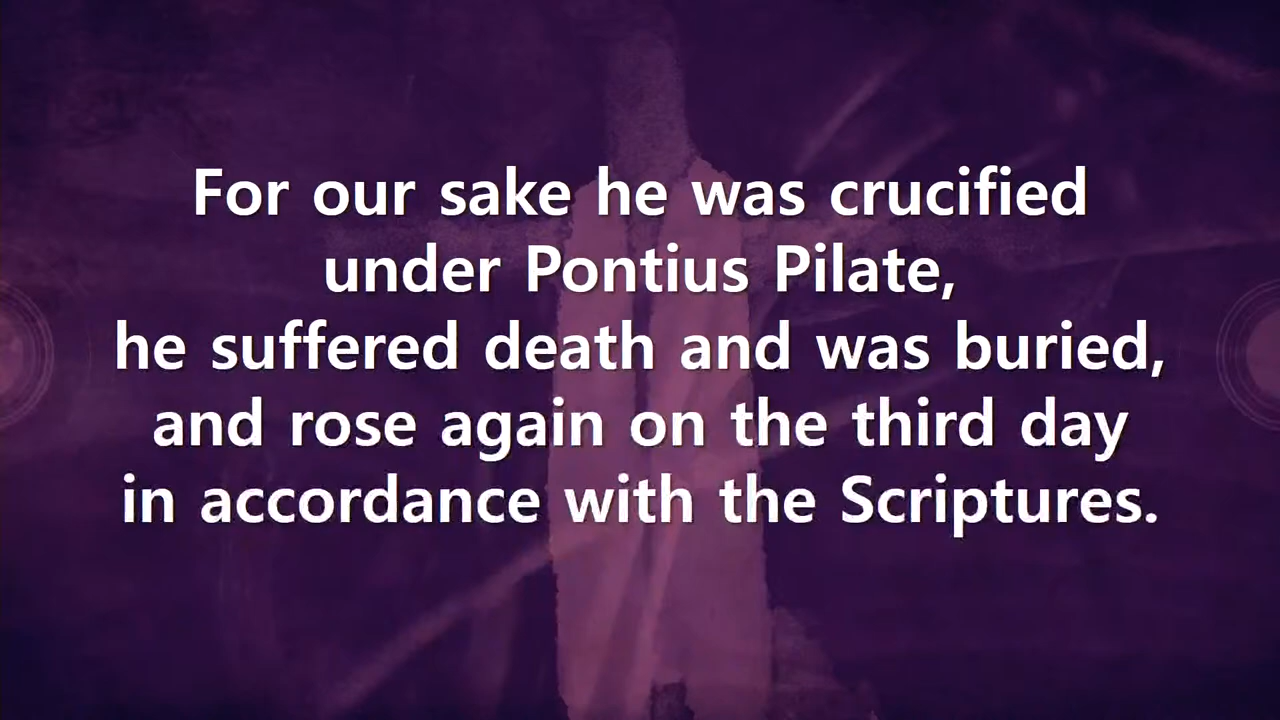 For our sake he was crucified
under Pontius Pilate,
he suffered death and was buried,
and rose again on the third day
in accordance with the Scriptures.